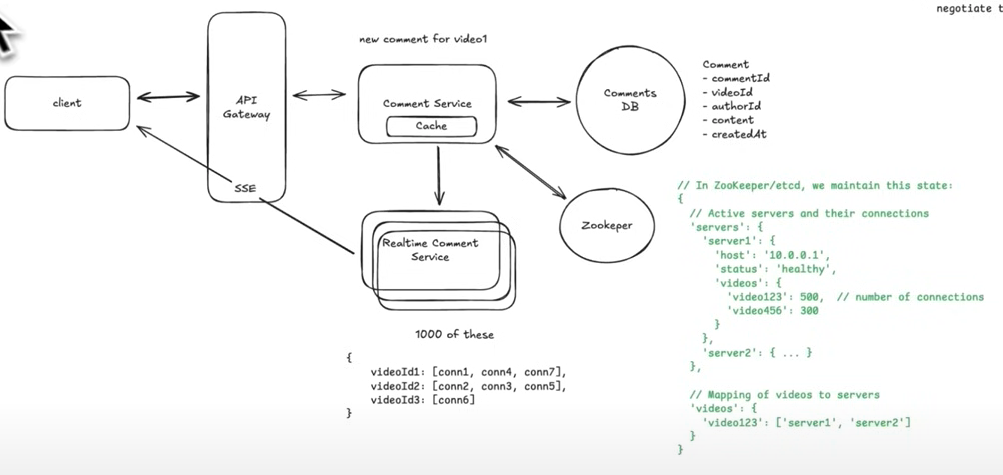 negotiate t
new comment for video1
client
API
Gateway
SSE
Comment Service
Cache
Comments
DB
Comment
- commentId
- videoId
- authorId
- content
- createdAt
Zookeper
Realtime Comment
Service
1000 of these
{
videoId1: [conn1, conn4, conn7],
videoId2: [conn2, conn3, conn5],
videoId3: [conn6]
}
// In ZooKeeper/etcd, we maintain this state:
{
// Active servers and their connections
'servers': {
'server1': {
'host': '10.0.0.1',
'status': 'healthy',
'videos': {
'video123': 500,  // number of connections
'video456': 300
}
},
'server2': { ... }
},
// Mapping of videos to servers
'videos': {
'video123': ['server1', 'server2']
}
}